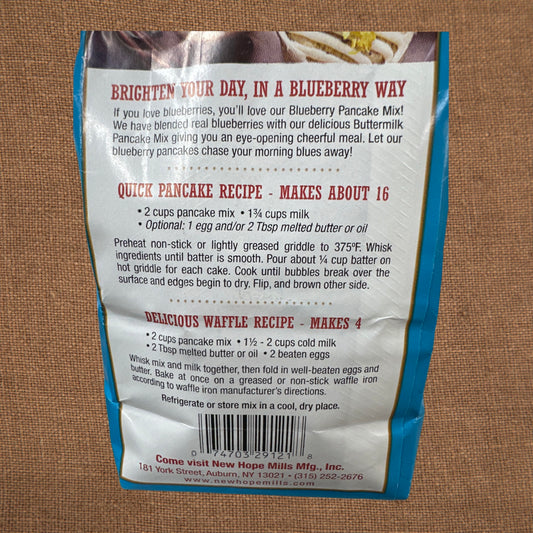 BRIGHTEN YOUR DAY, IN A BLUEBERRY WAY
If you love blueberries, you'll love our Blueberry Pancake Mix!
We have blended real blueberries with our delicious Buttermilk
Pancake Mix giving you an eye-opening cheerful meal. Let our
blueberry pancakes chase your morning blues away!
QUICK PANCAKE RECIPE - MAKES ABOUT 16
• 2 cups pancake mix • 1¾ cups milk
• Optional: 1 egg and/or 2 Tbsp melted butter or oil
Preheat non-stick or lightly greased griddle to 375ºF. Whisk
ingredients until batter is smooth. Pour about ¼ cup batter on
hot griddle for each cake. Cook until bubbles break over the
surface and edges begin to dry. Flip, and brown other side.
DELICIOUS WAFFLE RECIPE - MAKES 4
• 2 cups pancake mix • 1½ - 2 cups cold milk
• 2 Tbsp melted butter or oil • 2 beaten eggs
Whisk mix and milk together, then fold in well-beaten eggs and
butter. Bake at once on a greased or non-stick waffle iron
according to waffle iron manufacturer's directions.
Refrigerate or store mix in a cool, dry place.
0 74703 29121 8
Come visit New Hope Mills Mfg., Inc.
181 York Street, Auburn, NY 13021 • (315) 252-2676
www.newhopemills.com